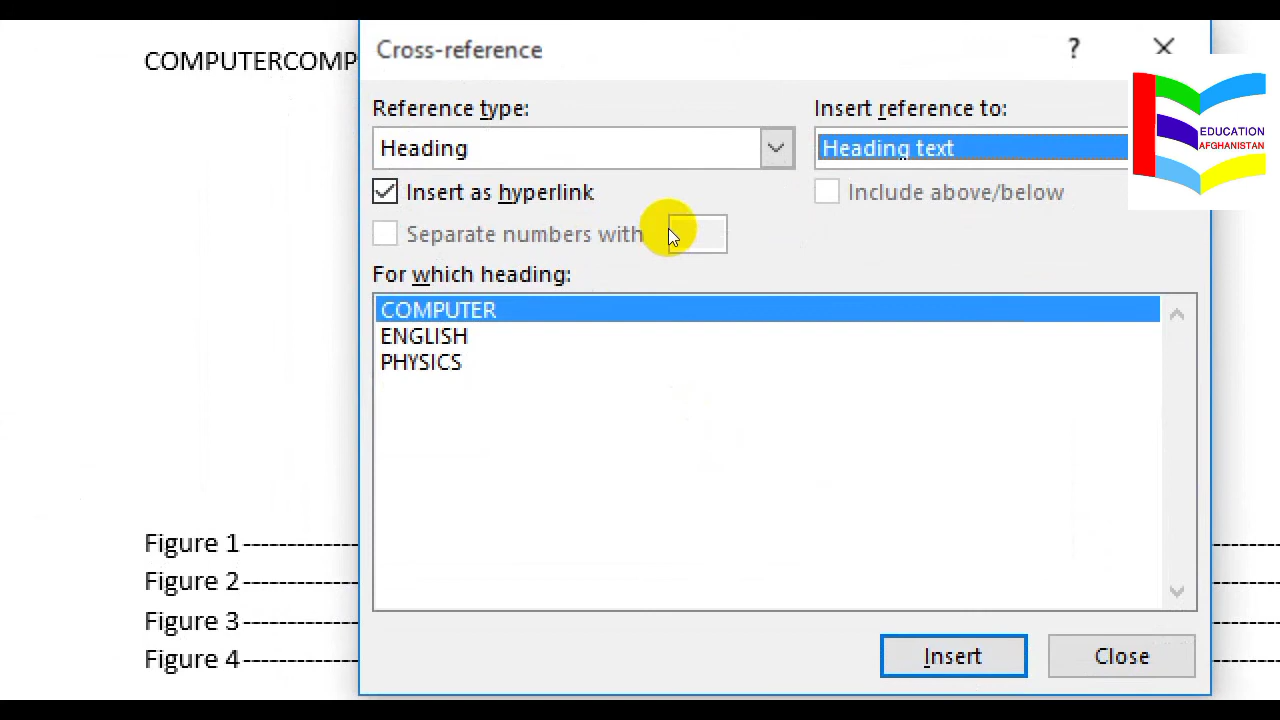 COMPUTERCOMP
Cross-reference
?
Reference type:
Insert reference to:
Heading
Heading text
Insert as hyperlink
Include above/below
Separate numbers with
For which heading:
COMPUTER
ENGLISH
PHYSICS
Insert
Close
EDUCATION
AFGHANISTAN
Figure 1-------------
Figure 2-------------
Figure 3-------------
Figure 4-------------